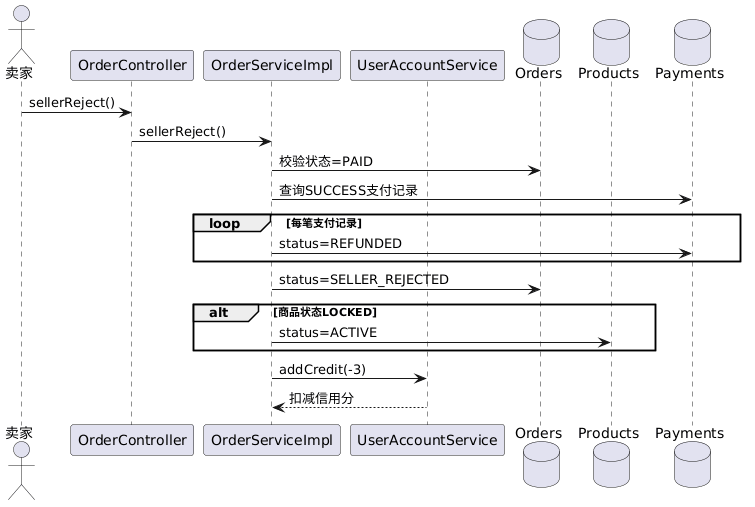 卖家
OrderController
OrderServiceImpl
UserAccountService
Orders
Products
Payments
sellerReject()
sellerReject()
校验状态=PAID
查询SUCCESS支付记录
loop [每笔支付记录]
status=REFUNDED
status=SELLER_REJECTED
alt [商品状态LOCKED]
status=ACTIVE
addCredit(-3)
扣减信用分
卖家
OrderController
OrderServiceImpl
UserAccountService
Orders
Products
Payments